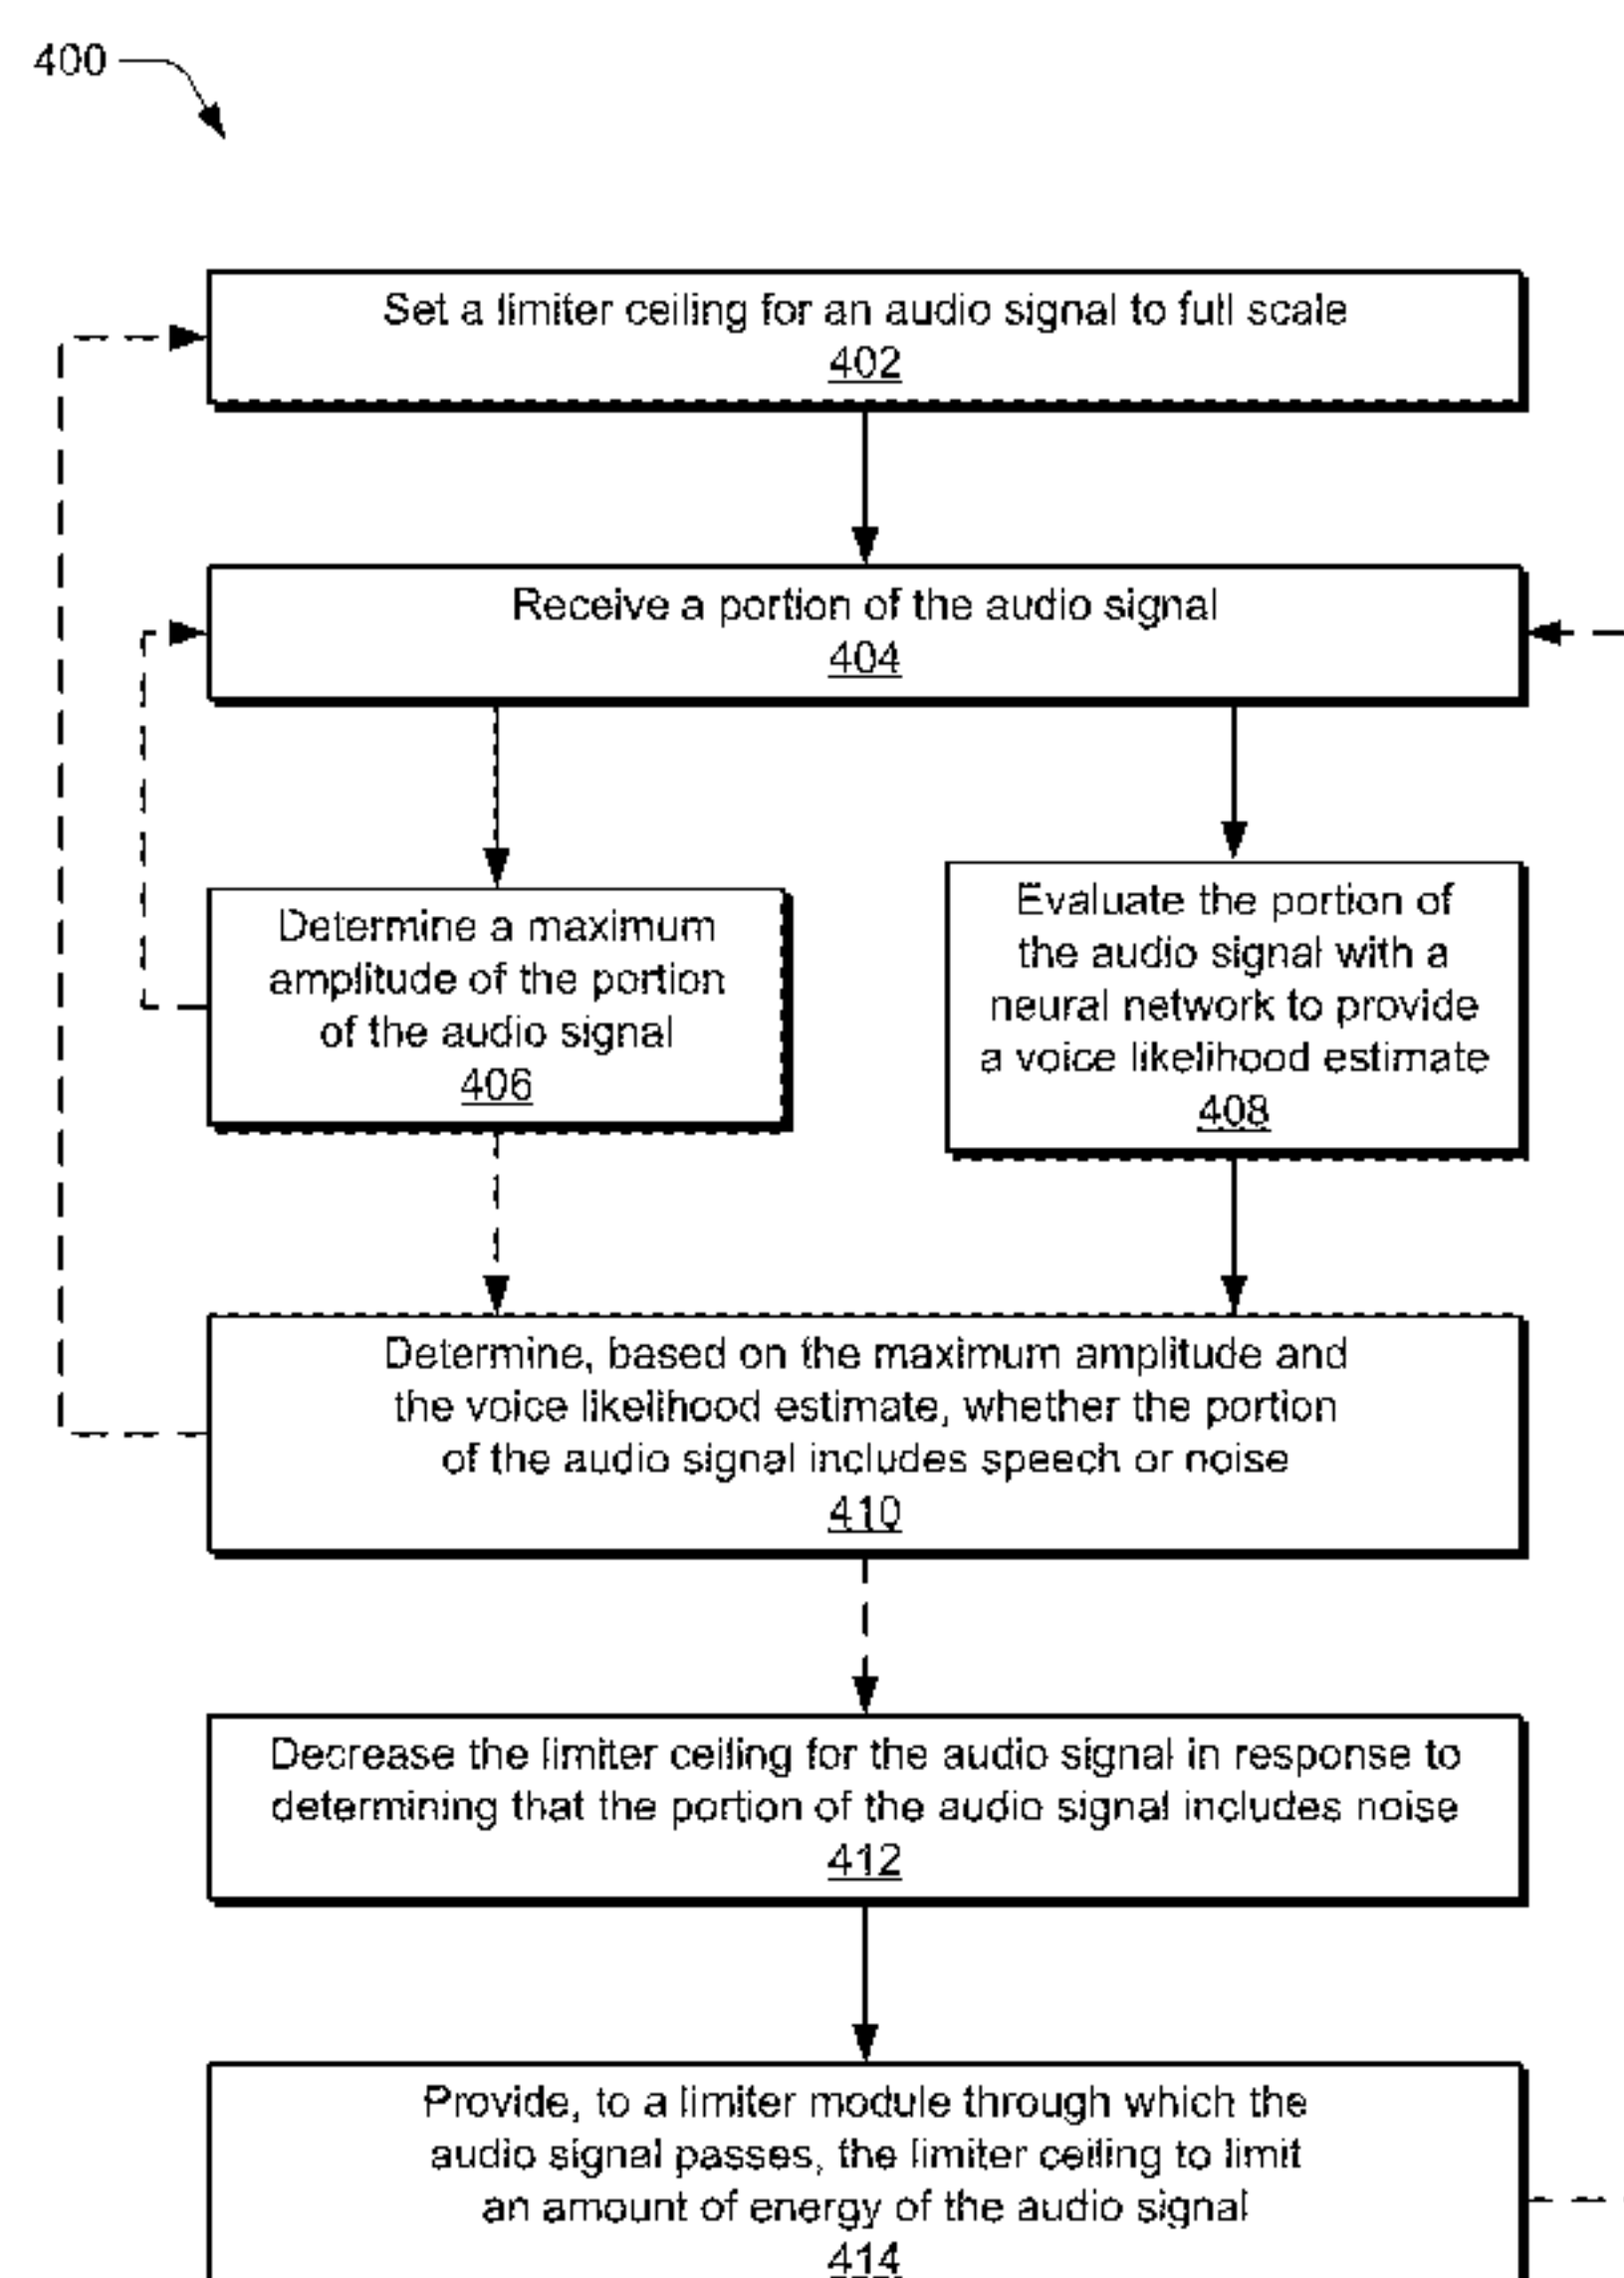 400
Set a limiter ceiling for an audio signal to full scale
402
Receive a portion of the audio signal
404
Determine a maximum
amplitude of the portion
of the audio signal
406
Evaluate the portion of
the audio signal with a
neural network to provide
a voice likelihood estimate
408
Determine, based on the maximum amplitude and
the voice likelihood estimate, whether the portion
of the audio signal includes speech or noise
410
Decrease the limiter ceiling for the audio signal in response to
determining that the portion of the audio signal includes noise
412
Provide, to a limiter module through which the
audio signal passes, the limiter ceiling to limit
an amount of energy of the audio signal
414